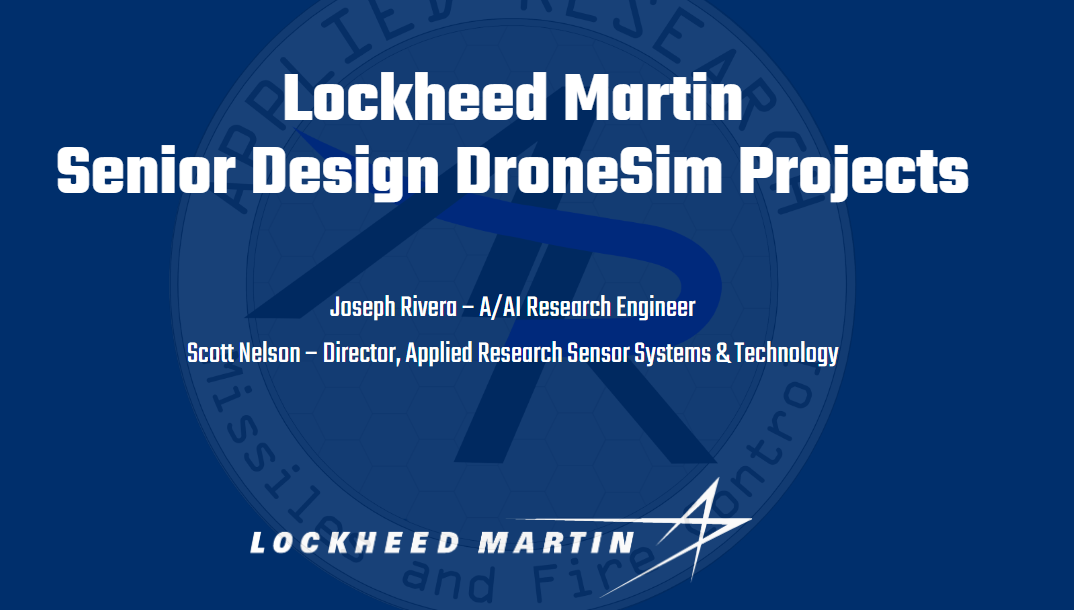 APPLIED RESEARCH
Lockheed Martin
Senior Design DroneSim Projects
Joseph Rivera – A/AI Research Engineer
Scott Nelson – Director, Applied Research Sensor Systems & Technology
Missiles and Fire Control
LOCKHEED MARTIN